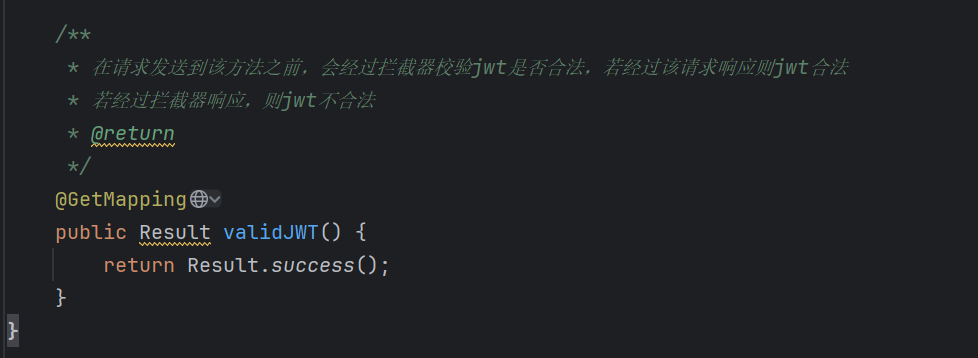 /**
* 在请求发送到该方法之前，会经过拦截器校验jwt是否合法，若经过该请求响应则jwt合法
* 若经过拦截器响应，则jwt不合法
* @return
*/
@GetMapping
public Result validJWT() {
return Result.success();
}
}